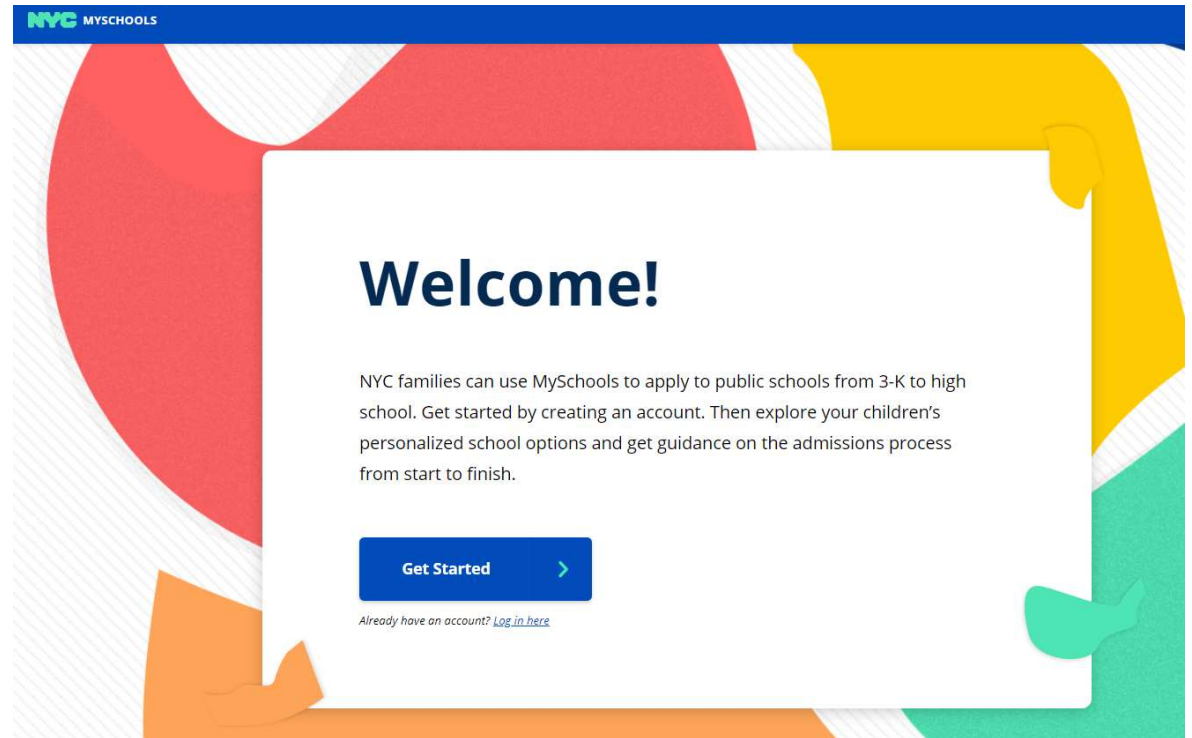 NYC MYSCHOOLS
Welcome!
NYC families can use MySchools to apply to public schools from 3-K to high
school. Get started by creating an account. Then explore your children’s
personalized school options and get guidance on the admissions process
from start to finish.
Get Started
Already have an account? Log in here